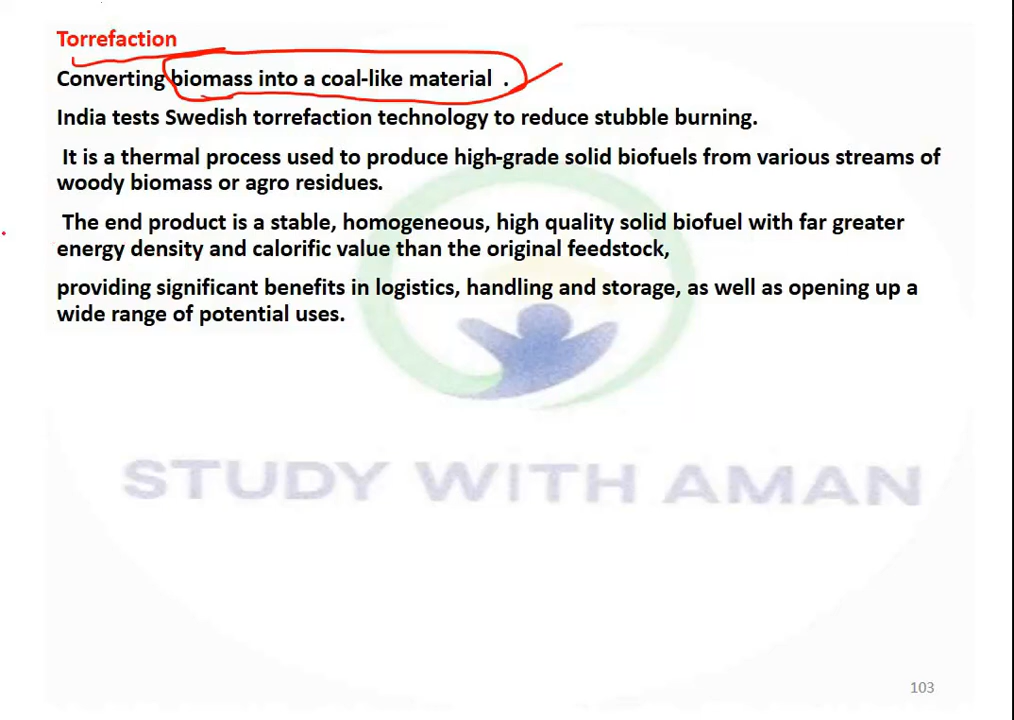 Torrefaction
Converting biomass into a coal-like material .
India tests Swedish torrefaction technology to reduce stubble burning.
It is a thermal process used to produce high-grade solid biofuels from various streams of
woody biomass or agro residues.
The end product is a stable, homogeneous, high quality solid biofuel with far greater
energy density and calorific value than the original feedstock,
providing significant benefits in logistics, handling and storage, as well as opening up a
wide range of potential uses.
STUDY WITH AMAN
103